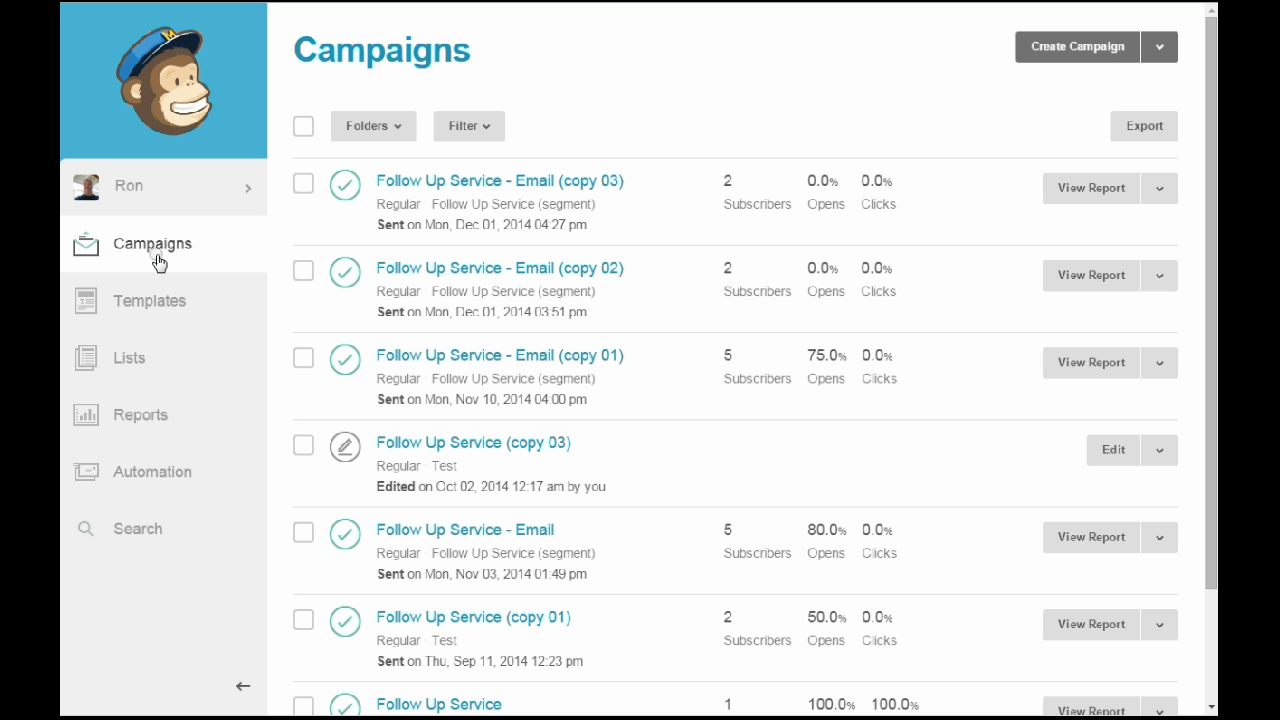 Campaigns
Create Campaign
Folders
Filter
Export
Ron
Campaigns
Templates
Lists
Reports
Automation
Search
Follow Up Service - Email (copy 03)
Regular · Follow Up Service (segment)
Sent on Mon, Dec 01, 2014 04:27 pm
2 0.0% 0.0%
Subscribers Opens Clicks
View Report
Follow Up Service - Email (copy 02)
Regular · Follow Up Service (segment)
Sent on Mon, Dec 01, 2014 03:51 pm
2 0.0% 0.0%
Subscribers Opens Clicks
View Report
Follow Up Service - Email (copy 01)
Regular · Follow Up Service (segment)
Sent on Mon, Nov 10, 2014 04:00 pm
5 75.0% 0.0%
Subscribers Opens Clicks
View Report
Follow Up Service (copy 03)
Regular · Test
Edited on Oct 02, 2014 12:17 am by you
Edit
Follow Up Service - Email
Regular · Follow Up Service (segment)
Sent on Mon, Nov 03, 2014 01:49 pm
5 80.0% 0.0%
Subscribers Opens Clicks
View Report
Follow Up Service (copy 01)
Regular · Test
Sent on Thu, Sep 11, 2014 12:23 pm
2 50.0% 0.0%
Subscribers Opens Clicks
View Report
Follow Up Service
1 100.0% 100.0%
View Report